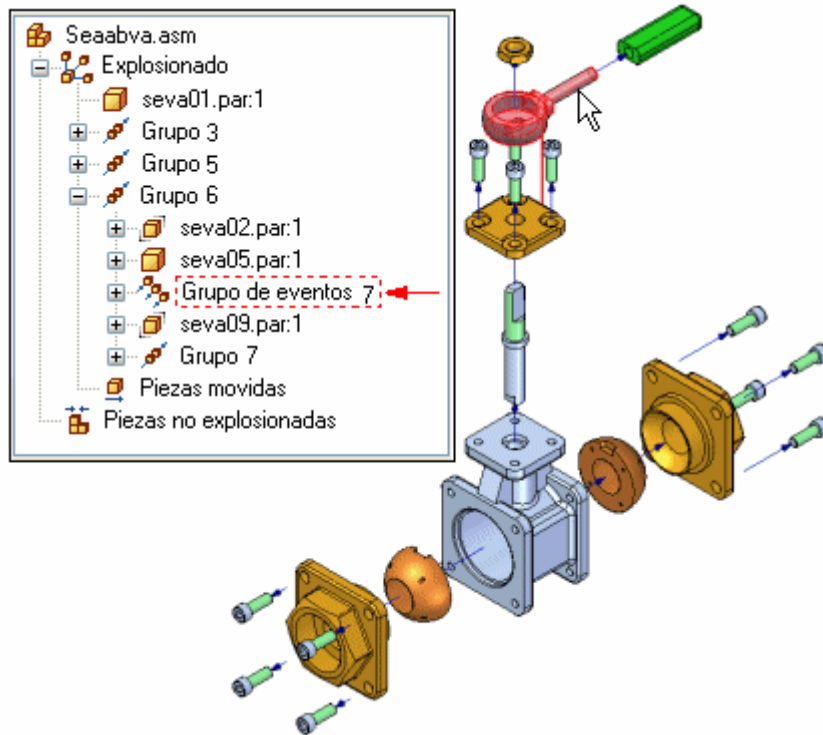 Seaabva.asm
Explosionado
seva01.par:1
Grupo 3
Grupo 5
Grupo 6
seva02.par:1
seva05.par:1
Grupo de eventos 7
seva09.par:1
Grupo 7
Piezas movidas
Piezas no explosionadas